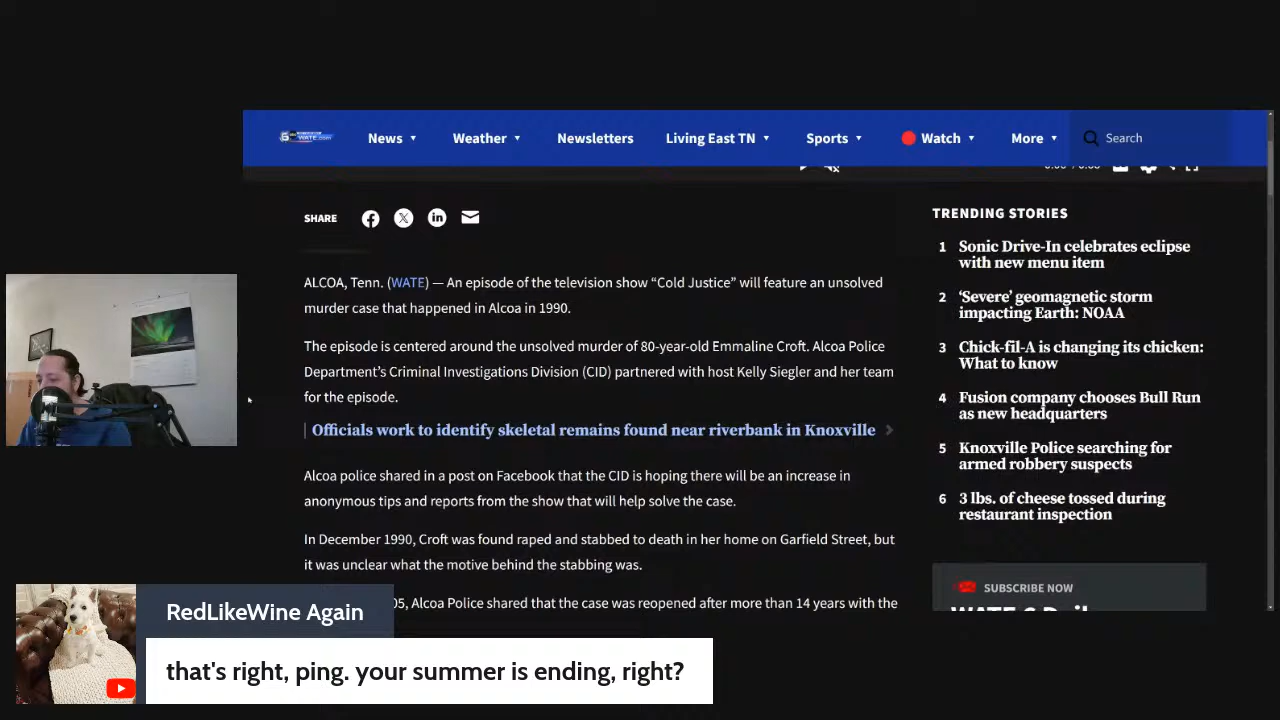 WATE.com
News
Weather
Newsletters
Living East TN
Sports
Watch
More
Search
SHARE
ALCOA, Tenn. (WATE) — An episode of the television show “Cold Justice” will feature an unsolved
murder case that happened in Alcoa in 1990.
The episode is centered around the unsolved murder of 80-year-old Emmaline Croft. Alcoa Police
Department’s Criminal Investigations Division (CID) partnered with host Kelly Siegler and her team
for the episode.
Officials work to identify skeletal remains found near riverbank in Knoxville
Alcoa police shared in a post on Facebook that the CID is hoping there will be an increase in
anonymous tips and reports from the show that will help solve the case.
In December 1990, Croft was found raped and stabbed to death in her home on Garfield Street, but
it was unclear what the motive behind the stabbing was.
05, Alcoa Police shared that the case was reopened after more than 14 years with the
TRENDING STORIES
1 Sonic Drive-In celebrates eclipse
with new menu item
2 ‘Severe’ geomagnetic storm
impacting Earth: NOAA
3 Chick-fil-A is changing its chicken:
What to know
4 Fusion company chooses Bull Run
as new headquarters
5 Knoxville Police searching for
armed robbery suspects
6 3 lbs. of cheese tossed during
restaurant inspection
SUBSCRIBE NOW
RedLikeWine Again
that's right, ping. your summer is ending, right?